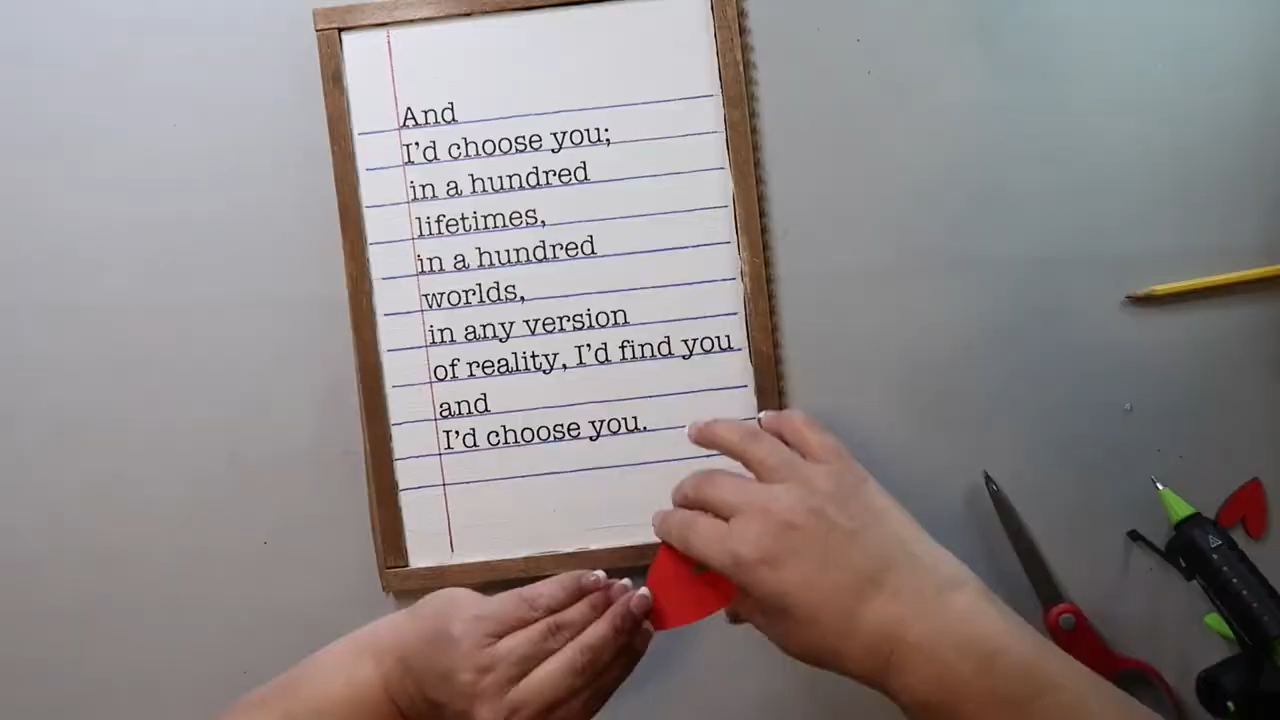 And
I'd choose you;
in a hundred
lifetimes,
in a hundred
worlds,
in any version
of reality, I'd find you
and
I'd choose you.